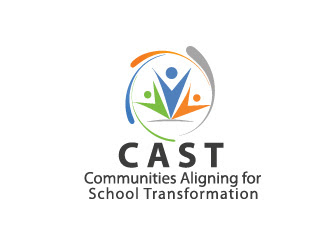 CAST
Communities Aligning for
School Transformation